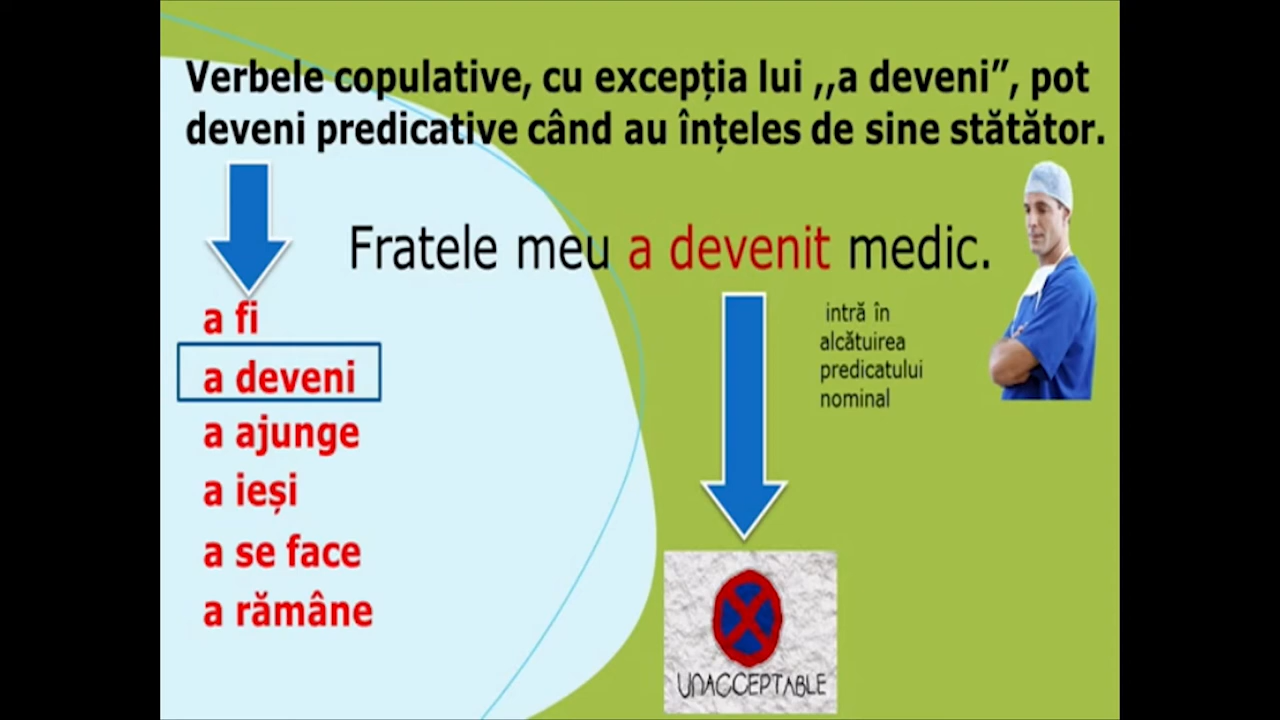 Verbele copulative, cu excepția lui ,,a deveni”, pot
deveni predicative când au înțeles de sine stătător.
Fratele meu a devenit medic.
a fi
a deveni
a ajunge
a ieși
a se face
a rămâne
intră în
alcătuirea
predicatului
nominal
UNACCEPTABLE